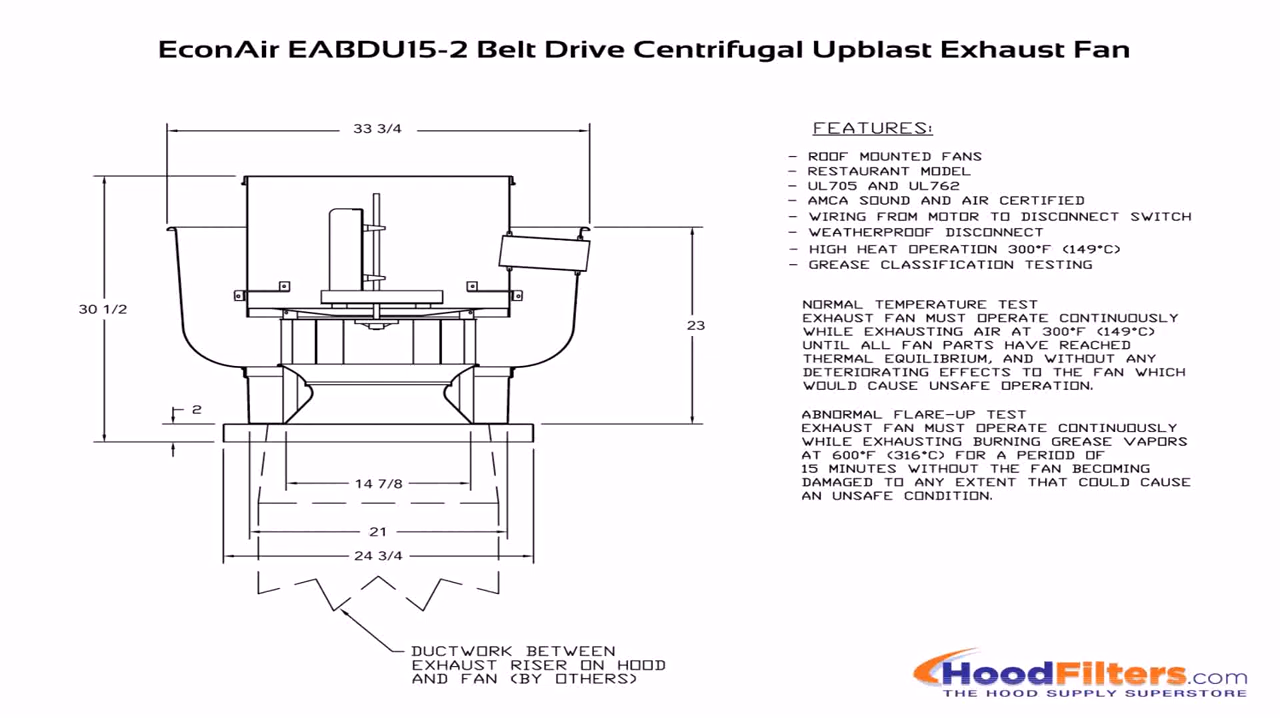 EconAir EABDU15-2 Belt Drive Centrifugal Upblast Exhaust Fan
33 3/4
30 1/2
23
2
14 7/8
21
24 3/4
DUCTWORK BETWEEN
EXHAUST RISER ON HOOD
AND FAN (BY OTHERS)
FEATURES:
- ROOF MOUNTED FANS
- RESTAURANT MODEL
- UL705 AND UL762
- AMCA SOUND AND AIR CERTIFIED
- WIRING FROM MOTOR TO DISCONNECT SWITCH
- WEATHERPROOF DISCONNECT
- HIGH HEAT OPERATION 300°F (149°C)
- GREASE CLASSIFICATION TESTING
NORMAL TEMPERATURE TEST
EXHAUST FAN MUST OPERATE CONTINUOUSLY
WHILE EXHAUSTING AIR AT 300°F (149°C)
UNTIL ALL FAN PARTS HAVE REACHED
THERMAL EQUILIBRIUM, AND WITHOUT ANY
DETERIORATING EFFECTS TO THE FAN WHICH
WOULD CAUSE UNSAFE OPERATION.
ABNORMAL FLARE-UP TEST
EXHAUST FAN MUST OPERATE CONTINUOUSLY
WHILE EXHAUSTING BURNING GREASE VAPORS
AT 600°F (316°C) FOR A PERIOD OF
15 MINUTES WITHOUT THE FAN BECOMING
DAMAGED TO ANY EXTENT THAT COULD CAUSE
AN UNSAFE CONDITION.
HoodFilters.com
THE HOOD SUPPLY SUPERSTORE